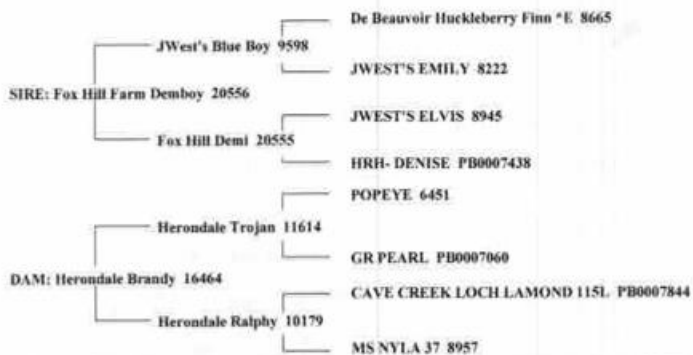 De Beauvoir Huckleberry Finn *E 8665
JWest's Blue Boy 9598
JWEST'S EMILY 8222
SIRE: Fox Hill Farm Demboy 20556
JWEST'S ELVIS 8945
Fox Hill Demi 20555
HRH- DENISE PB0007438
POPEYE 6451
Herondale Trojan 11614
GR PEARL PB0007060
DAM: Herondale Brandy 16464
CAVE CREEK LOCH LAMOND 115L PB0007844
Herondale Ralphy 10179
MS NYLA 37 8957